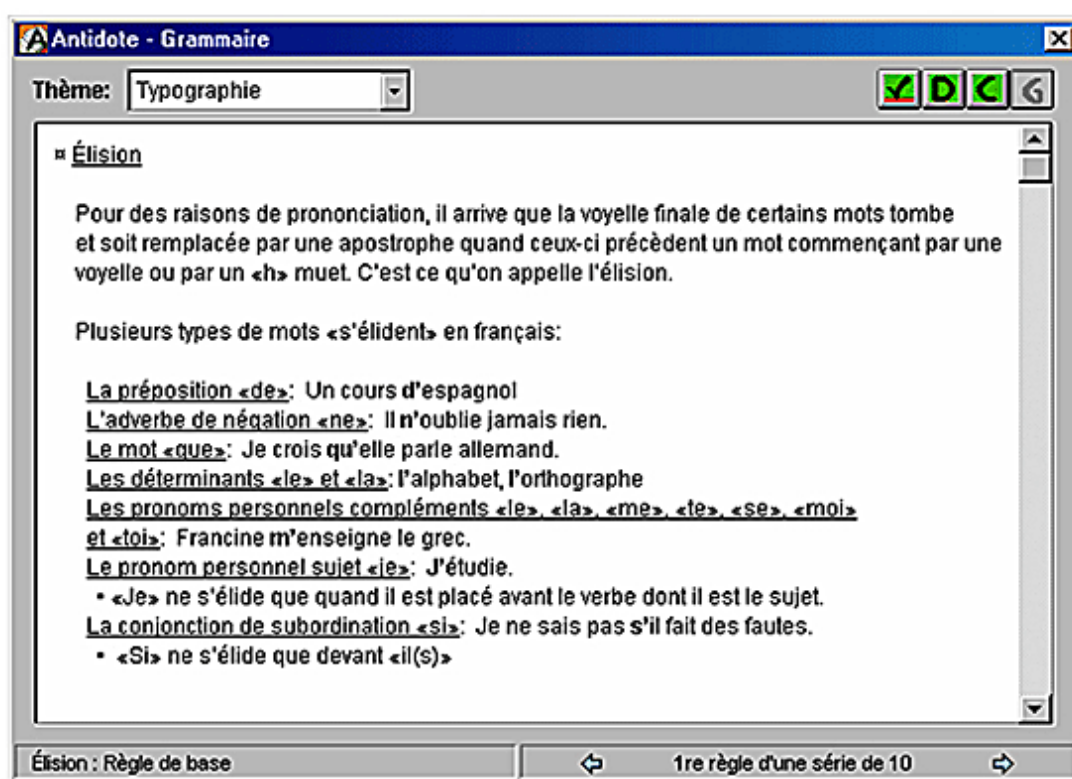 Antidote - Grammaire
Thème: Typographie
D C G
¤ Élision
Pour des raisons de prononciation, il arrive que la voyelle finale de certains mots tombe
et soit remplacée par une apostrophe quand ceux-ci précèdent un mot commençant par une
voyelle ou par un «h» muet. C'est ce qu'on appelle l'élision.
Plusieurs types de mots «s'élident» en français:
La préposition «de»: Un cours d'espagnol
L'adverbe de négation «ne»: Il n'oublie jamais rien.
Le mot «que»: Je crois qu'elle parle allemand.
Les déterminants «le» et «la»: l'alphabet, l'orthographe
Les pronoms personnels compléments «le», «la», «me», «te», «se», «moi»
et «toi»: Francine m'enseigne le grec.
Le pronom personnel sujet «je»: J'étudie.
• «Je» ne s'élide que quand il est placé avant le verbe dont il est le sujet.
La conjonction de subordination «si»: Je ne sais pas s'il fait des fautes.
• «Si» ne s'élide que devant «il(s)»
Élision : Règle de base
1re règle d'une série de 10